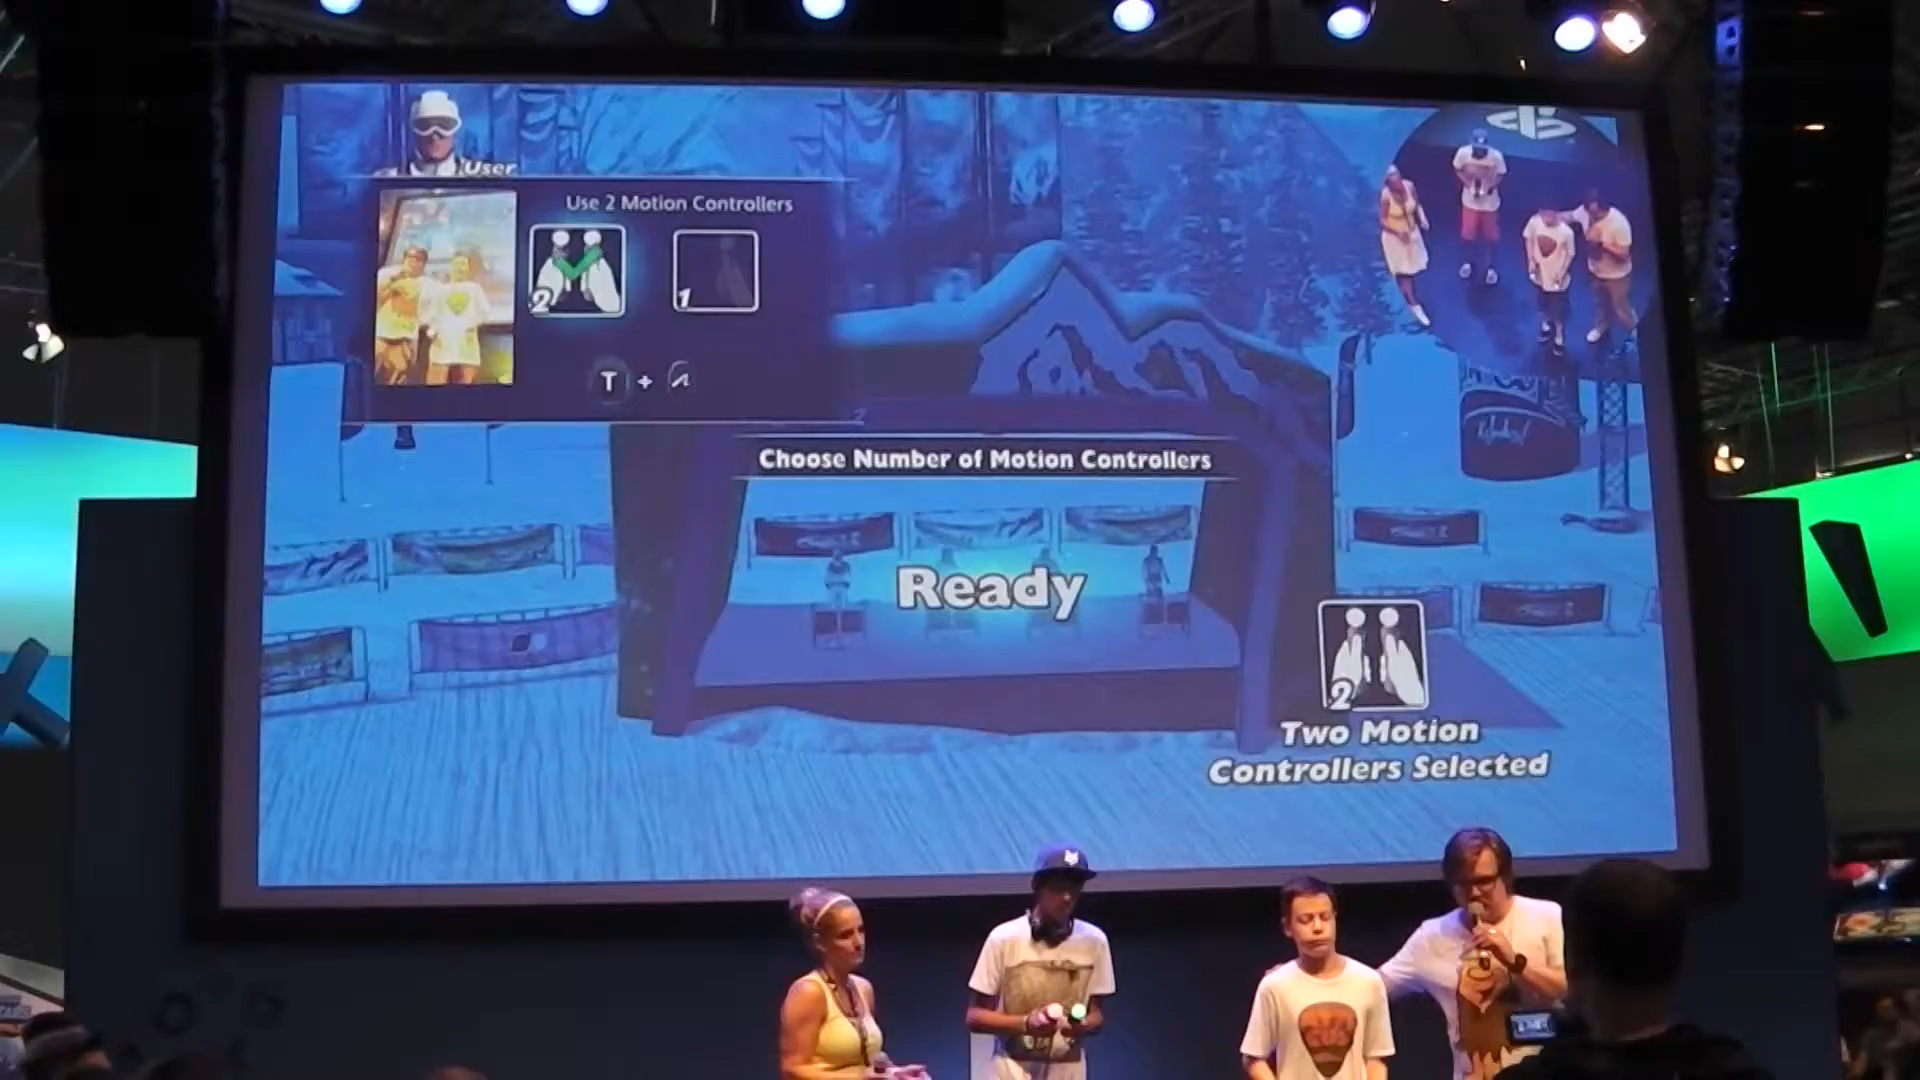 User
Use 2 Motion Controllers
2
1
T +
Choose Number of Motion Controllers
Ready
2
Two Motion
Controllers Selected